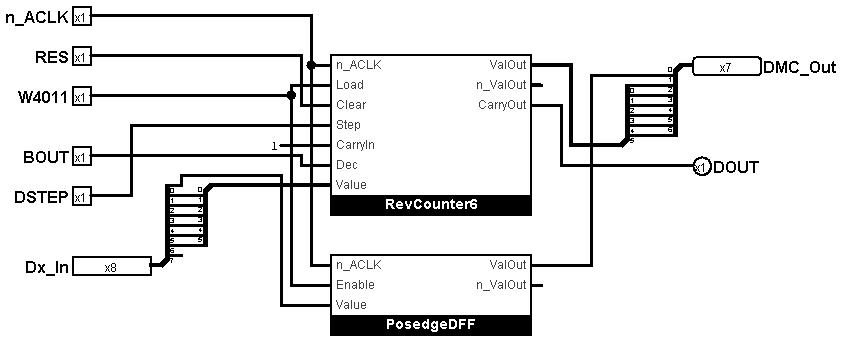 n_ACLK x1
RES x1
W4011 x1
BOUT x1
DSTEP x1
Dx_In x8
0
1
2
3
4
5
6
7
0
1
2
3
4
5
n_ACLK ValOut
Load n_ValOut
Clear CarryOut
Step
1 CarryIn
Dec
Value
RevCounter6
n_ACLK ValOut
Enable n_ValOut
Value
PosedgeDFF
0
1
2
3
4
5
0
1
2
3
4
5
6
x7 DMC_Out
x1 DOUT